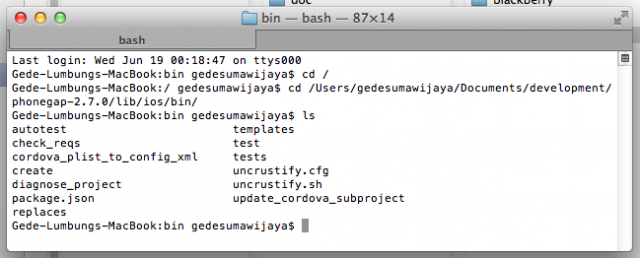 doc
blackberry
bin — bash — 87×14
bash
Last login: Wed Jun 19 00:18:47 on ttys000
Gede-Lumbungs-MacBook:bin gedesumawijaya$ cd /
Gede-Lumbungs-MacBook:/ gedesumawijaya$ cd /Users/gedesumawijaya/Documents/development/
phonegap-2.7.0/lib/ios/bin/
Gede-Lumbungs-MacBook:bin gedesumawijaya$ ls
autotest templates
check_reqs test
cordova_plist_to_config_xml tests
create uncrustify.cfg
diagnose_project uncrustify.sh
package.json update_cordova_subproject
replaces
Gede-Lumbungs-MacBook:bin gedesumawijaya$